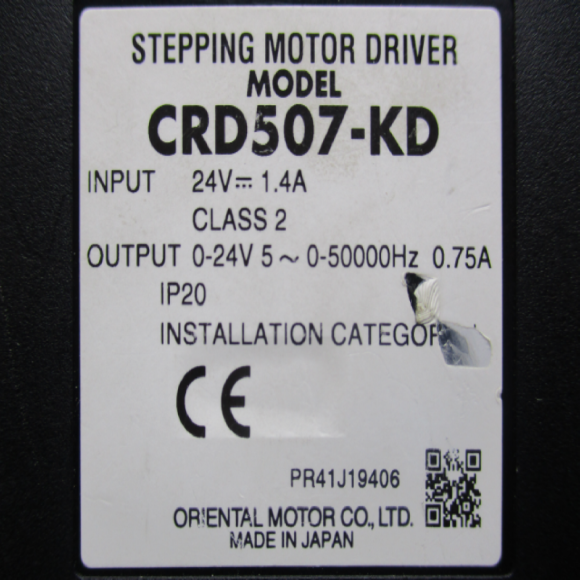 STEPPING MOTOR DRIVER
MODEL
CRD507-KD
INPUT 24V⎓ 1.4A
CLASS 2
OUTPUT 0-24V 5～ 0-50000Hz 0.75A
IP20
INSTALLATION
CE
PR41J19406
ORIENTAL MOTOR CO., LTD.
MADE IN JAPAN